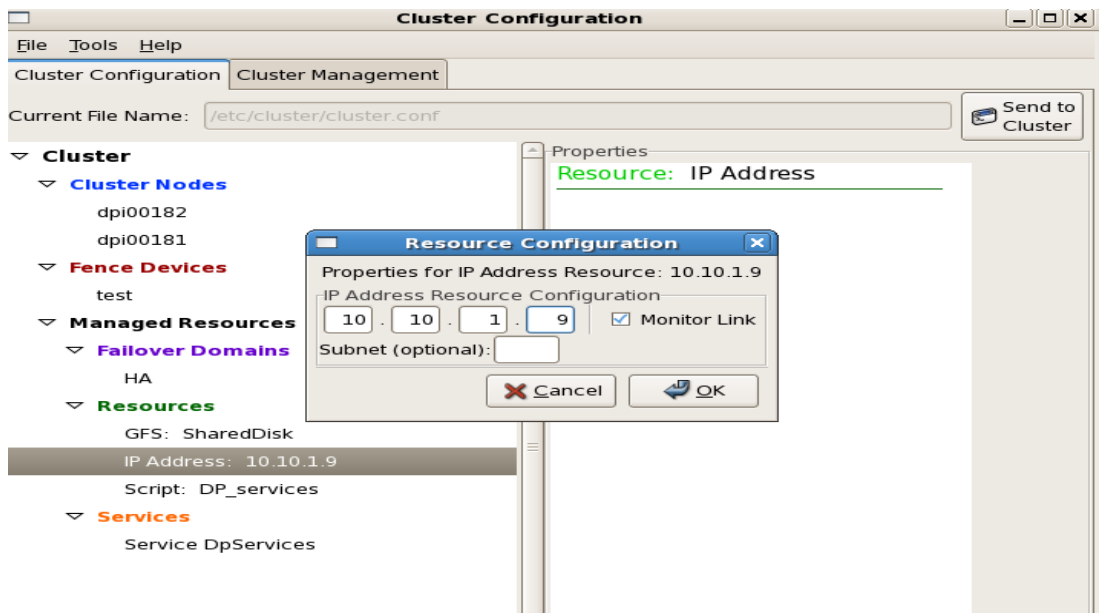 Cluster Configuration
File Tools Help
Cluster Configuration Cluster Management
Current File Name: /etc/cluster/cluster.conf
Send to
Cluster
Cluster
Cluster Nodes
dpi00182
dpi00181
Fence Devices
test
Managed Resources
Failover Domains
HA
Resources
GFS: SharedDisk
IP Address: 10.10.1.9
Script: DP_services
Services
Service DpServices
Properties
Resource: IP Address
Resource Configuration
Properties for IP Address Resource: 10.10.1.9
IP Address Resource Configuration
10 . 10 . 1 . 9 Monitor Link
Subnet (optional):
Cancel OK